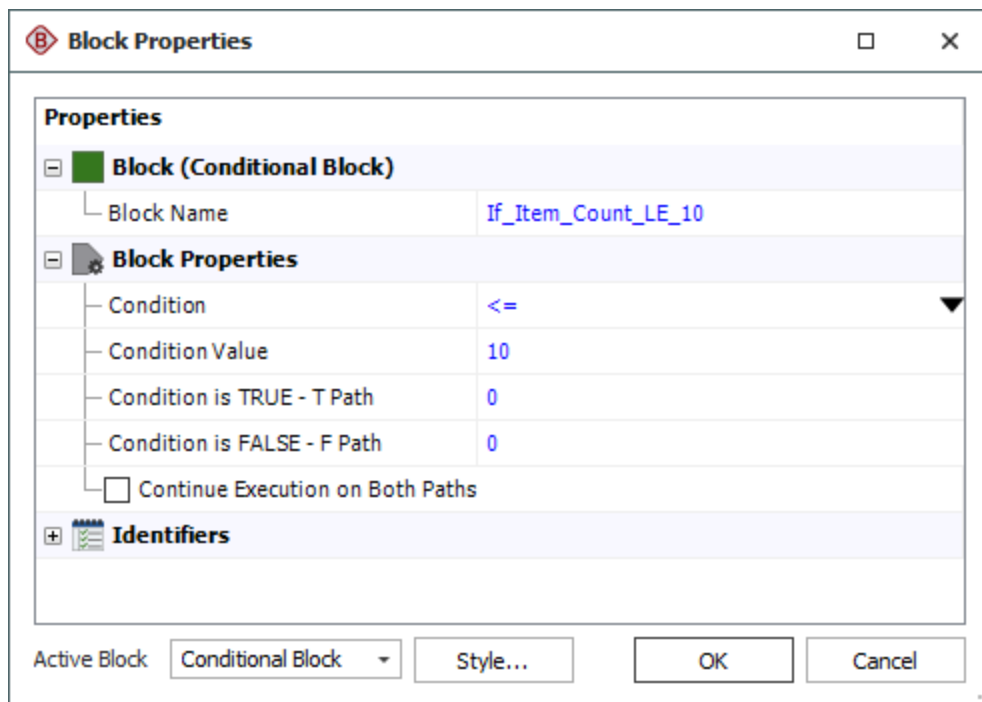 B Block Properties
Properties
Block (Conditional Block)
Block Name If_Item_Count_LE_10
Block Properties
Condition <=
Condition Value 10
Condition is TRUE - T Path 0
Condition is FALSE - F Path 0
Continue Execution on Both Paths
Identifiers
Active Block Conditional Block Style... OK Cancel